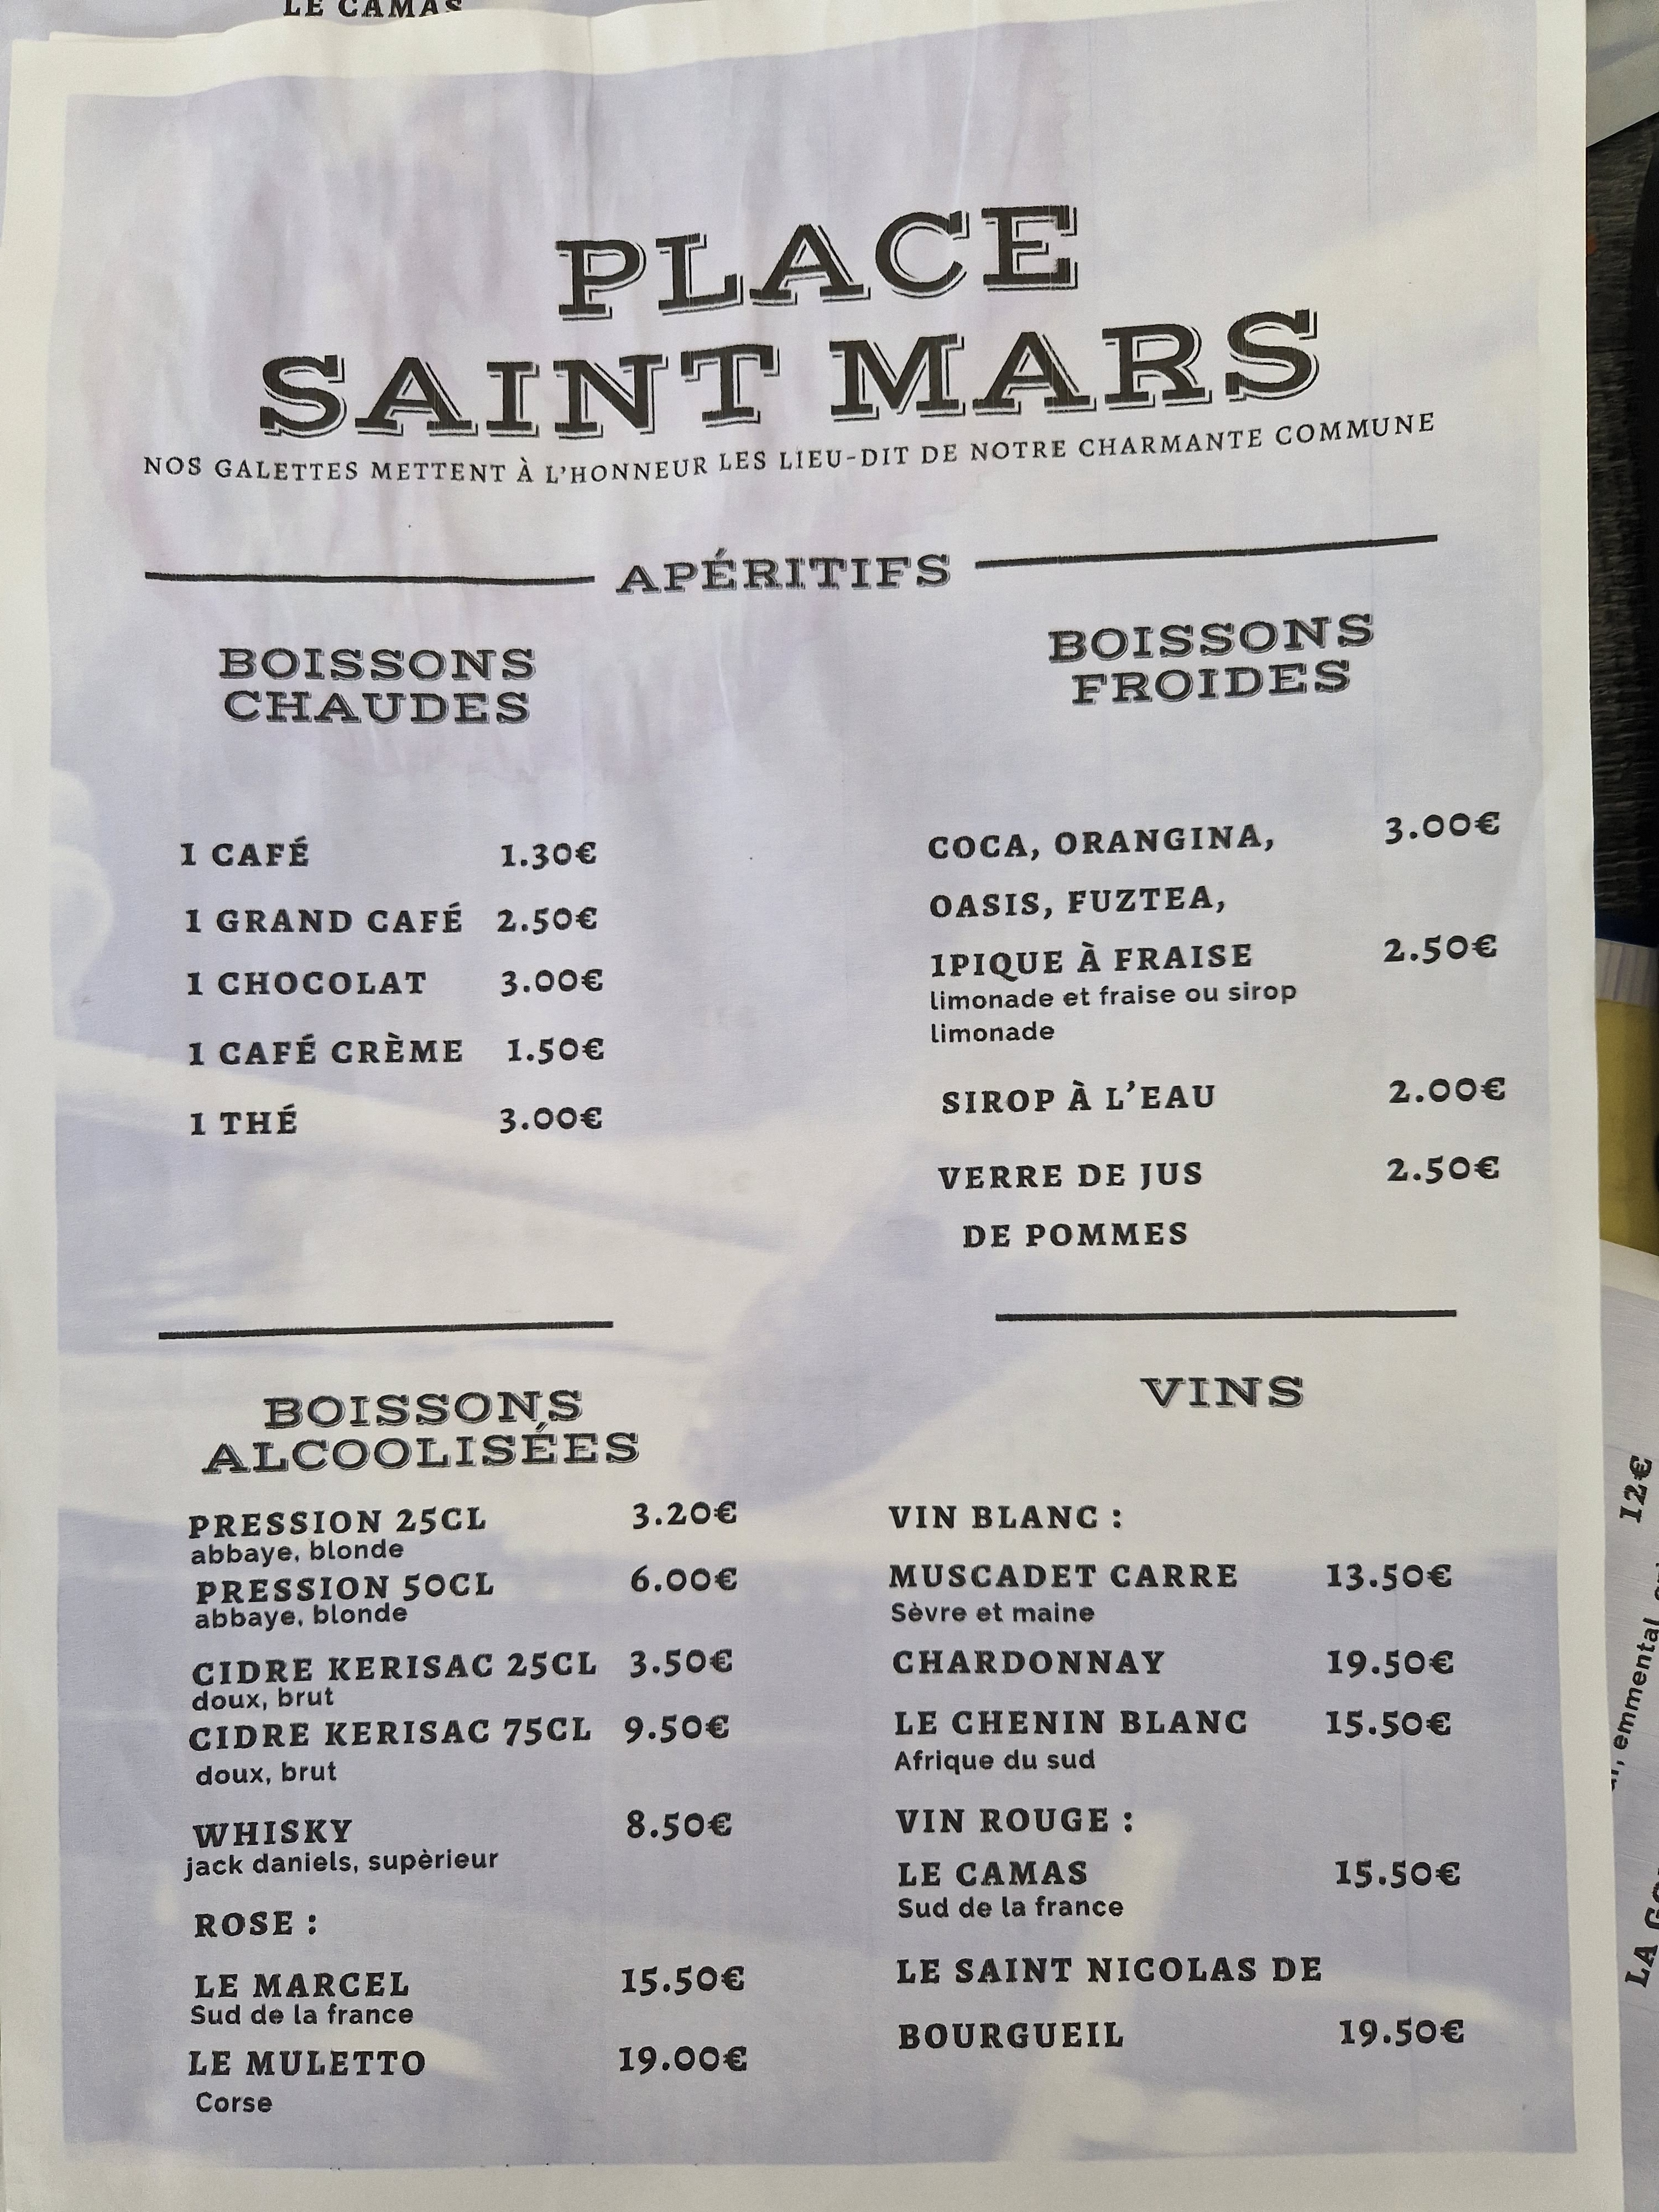 LE CAMAS
PLACE
SAINT MARS
NOS GALETTES METTENT À L'HONNEUR LES LIEU-DIT DE NOTRE CHARMANTE COMMUNE
APÉRITIFS
BOISSONS
CHAUDES
1 CAFÉ 1.30€
1 GRAND CAFÉ 2.50€
1 CHOCOLAT 3.00€
1 CAFÉ CRÈME 1.50€
1 THÉ 3.00€
BOISSONS
FROIDES
COCA, ORANGINA, 3.00€
OASIS, FUZTEA,
1PIQUE À FRAISE 2.50€
limonade et fraise ou sirop
limonade
SIROP À L'EAU 2.00€
VERRE DE JUS 2.50€
DE POMMES
BOISSONS
ALCOOLISÉES
PRESSION 25CL 3.20€
abbaye, blonde
PRESSION 50CL 6.00€
abbaye, blonde
CIDRE KERISAC 25CL 3.50€
doux, brut
CIDRE KERISAC 75CL 9.50€
doux, brut
WHISKY 8.50€
jack daniels, supèrieur
ROSE :
LE MARCEL 15.50€
Sud de la france
LE MULETTO 19.00€
Corse
VINS
VIN BLANC :
MUSCADET CARRE 13.50€
Sèvre et maine
CHARDONNAY 19.50€
LE CHENIN BLANC 15.50€
Afrique du sud
VIN ROUGE :
LE CAMAS 15.50€
Sud de la france
LE SAINT NICOLAS DE
BOURGUEIL 19.50€
12€
emmental,
LA